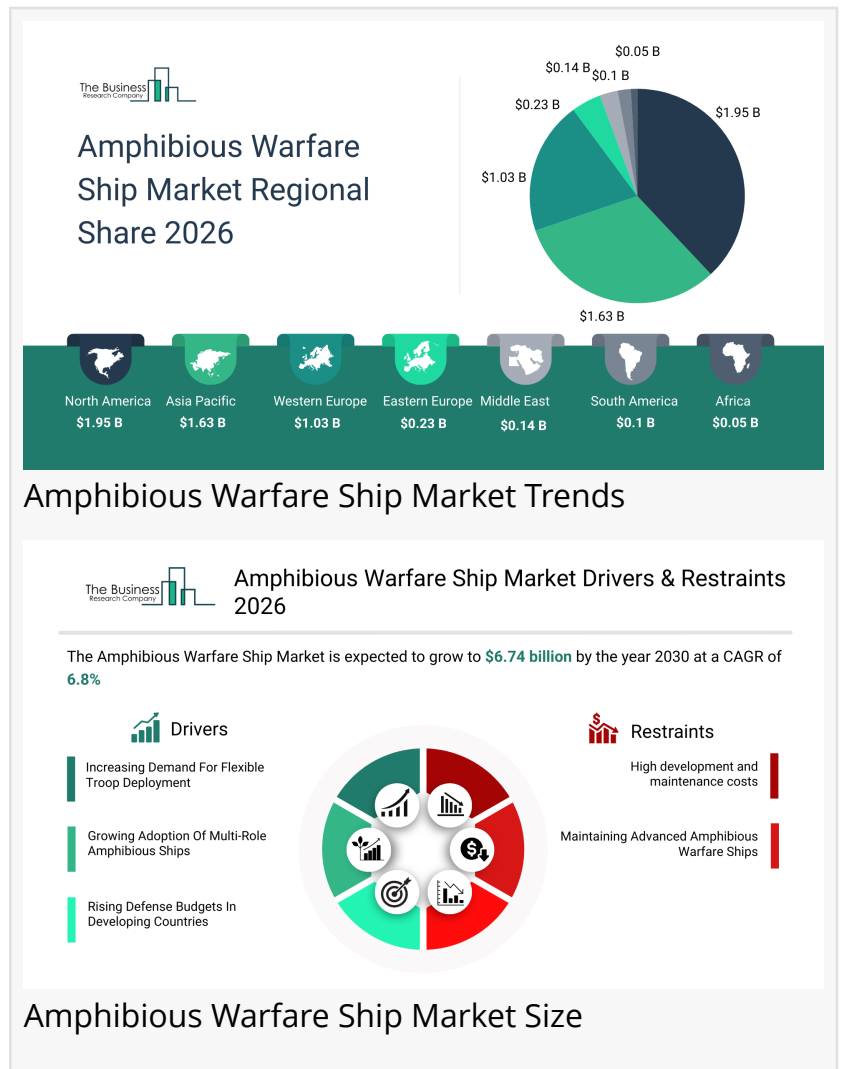 The Business
Research Company
Amphibious Warfare
Ship Market Regional
Share 2026
$0.05 B
$0.14 B
$0.1 B
$0.23 B
$1.95 B
$1.03 B
$1.63 B
North America
Asia Pacific
Western Europe
Eastern Europe
Middle East
South America
Africa
$1.95 B
$1.63 B
$1.03 B
$0.23 B
$0.14 B
$0.1 B
$0.05 B
Amphibious Warfare Ship Market Trends
The Business
Research Company
Amphibious Warfare Ship Market Drivers & Restraints
2026
The Amphibious Warfare Ship Market is expected to grow to $6.74 billion by the year 2030 at a CAGR of
6.8%
Drivers
Increasing Demand For Flexible
Troop Deployment
Growing Adoption Of Multi-Role
Amphibious Ships
Rising Defense Budgets In
Developing Countries
$
$
Restraints
High development and
maintenance costs
Maintaining Advanced Amphibious
Warfare Ships
Amphibious Warfare Ship Market Size